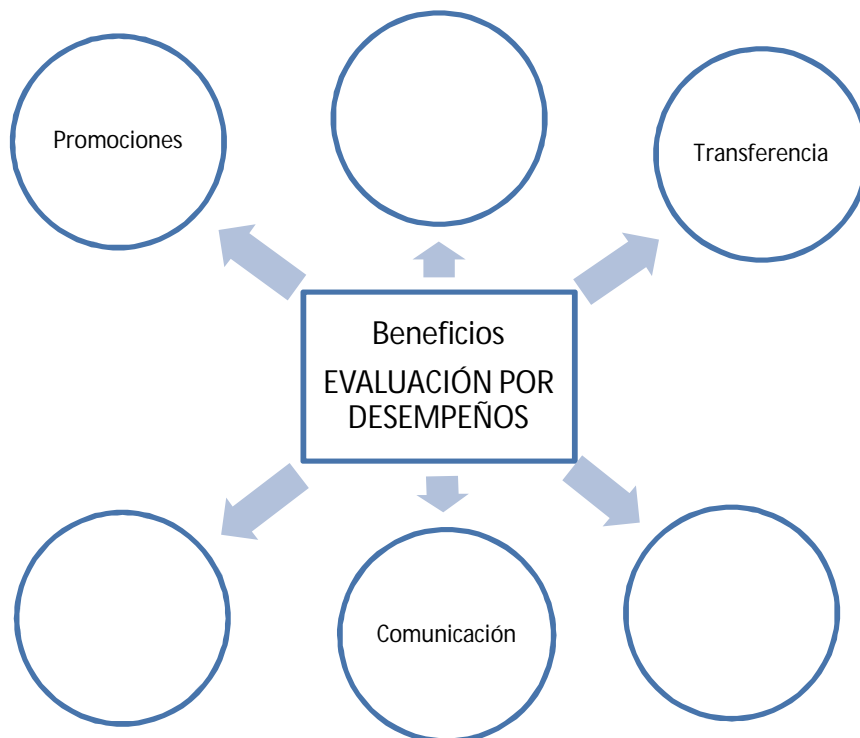 Promociones
Transferencia
Beneficios
EVALUACIÓN POR
DESEMPEÑOS
Comunicación